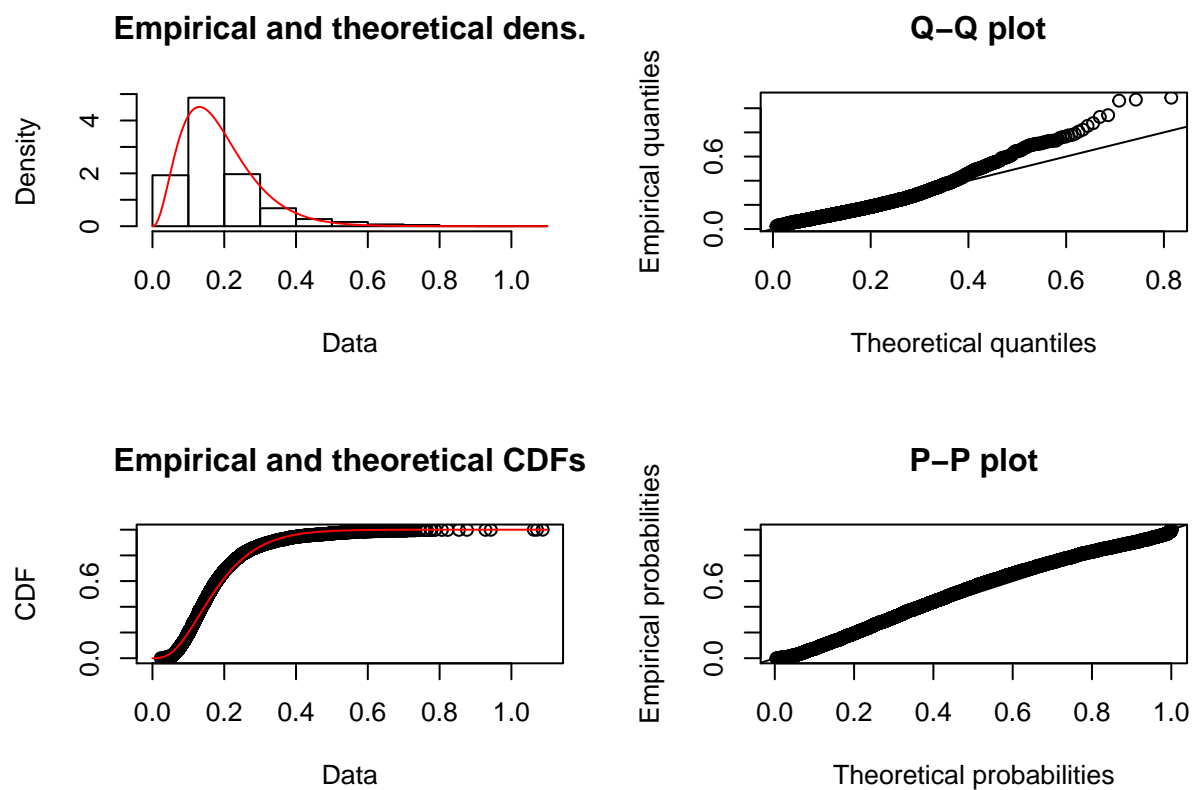 Empirical and theoretical dens.
Density
0 2 4
0.0 0.2 0.4 0.6 0.8 1.0
Data
Q−Q plot
Empirical quantiles
0.0 0.6
0.0 0.2 0.4 0.6 0.8
Theoretical quantiles
Empirical and theoretical CDFs
CDF
0.0 0.6
0.0 0.2 0.4 0.6 0.8 1.0
Data
P−P plot
Empirical probabilities
0.0 0.6
0.0 0.2 0.4 0.6 0.8 1.0
Theoretical probabilities